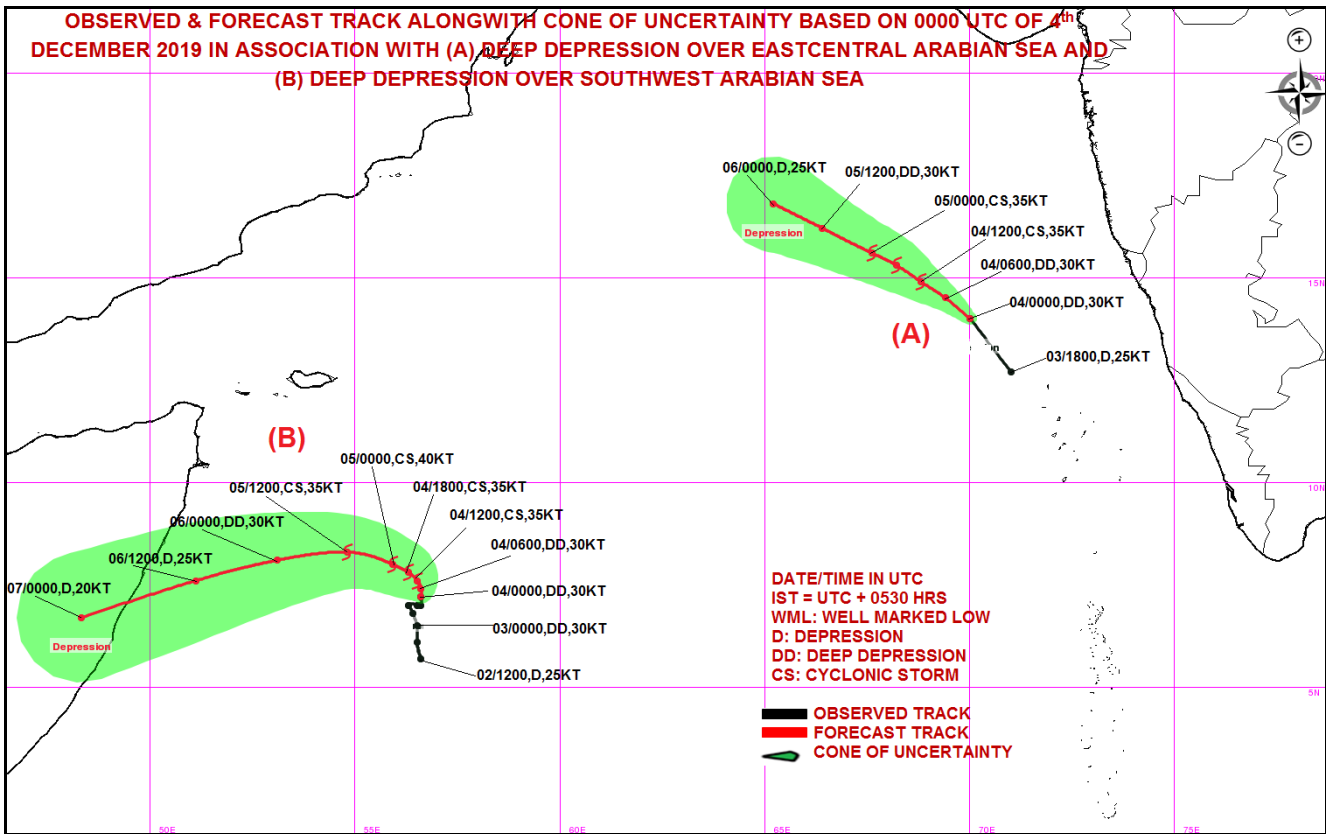 OBSERVED & FORECAST TRACK ALONGWITH CONE OF UNCERTAINTY BASED ON 0000 UTC OF 4th
DECEMBER 2019 IN ASSOCIATION WITH (A) DEEP DEPRESSION OVER EASTCENTRAL ARABIAN SEA AND
(B) DEEP DEPRESSION OVER SOUTHWEST ARABIAN SEA
+
−
06/0000,D,25KT
05/1200,DD,30KT
05/0000,CS,35KT
04/1200,CS,35KT
04/0600,DD,30KT
04/0000,DD,30KT
03/1800,D,25KT
Depression
(A)
15N
(B)
05/0000,CS,40KT
05/1200,CS,35KT
04/1800,CS,35KT
04/1200,CS,35KT
06/0000,DD,30KT
04/0600,DD,30KT
06/1200,D,25KT
04/0000,DD,30KT
07/0000,D,20KT
03/0000,DD,30KT
Depression
02/1200,D,25KT
10N
DATE/TIME IN UTC
IST = UTC + 0530 HRS
WML: WELL MARKED LOW
D: DEPRESSION
DD: DEEP DEPRESSION
CS: CYCLONIC STORM
5N
OBSERVED TRACK
FORECAST TRACK
CONE OF UNCERTAINTY
50E
55E
60E
65E
70E
75E